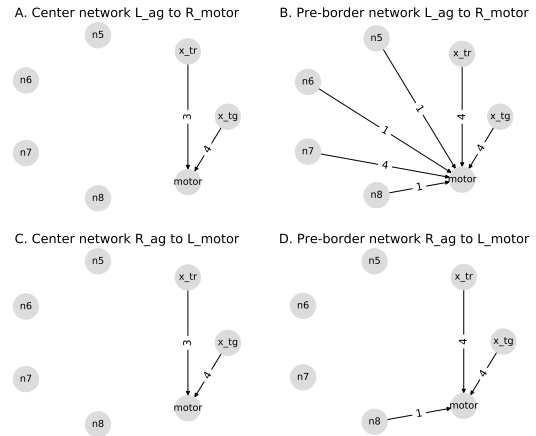 A. Center network L_ag to R_motor
n5
x_tr
n6
3
x_tg
4
n7
motor
n8
B. Pre-border network L_ag to R_motor
n5
x_tr
n6
1
4
x_tg
1
4
n7
4
motor
n8
1
C. Center network R_ag to L_motor
n5
x_tr
n6
3
x_tg
4
n7
motor
n8
D. Pre-border network R_ag to L_motor
n5
x_tr
n6
4
x_tg
4
n7
motor
1
n8